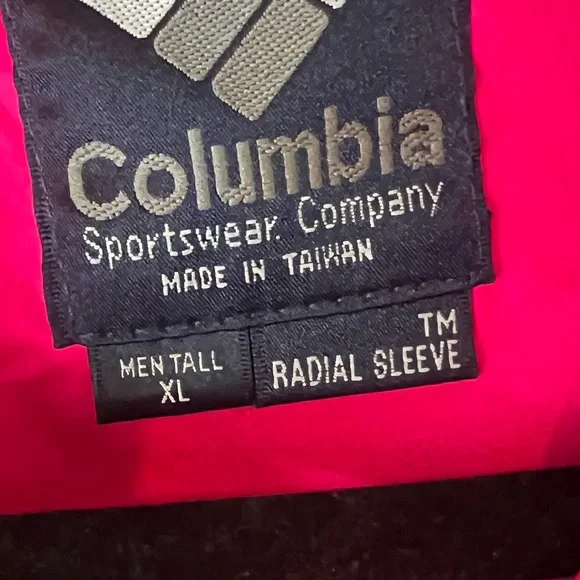 Columbia
Sportswear Company
MADE IN TAIWAN
MEN TALL
XL
TM
RADIAL SLEEVE